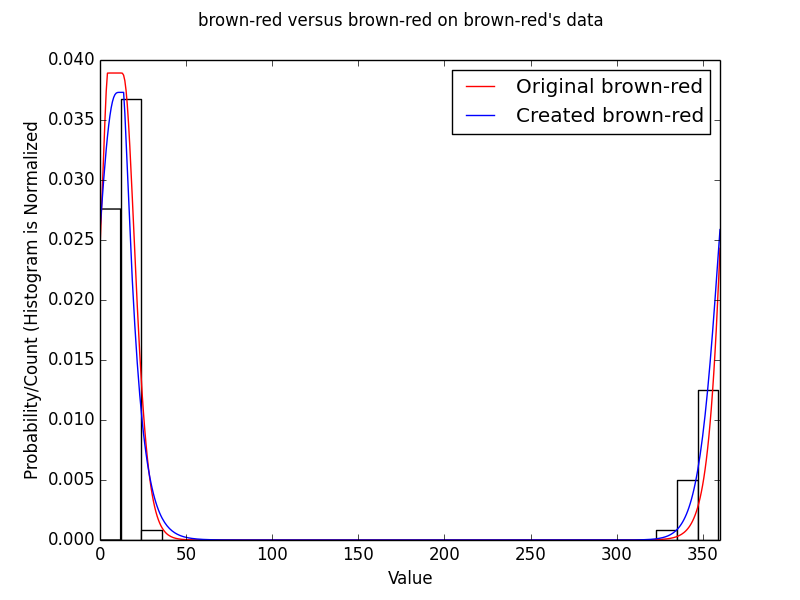 brown-red versus brown-red on brown-red's data
0.040
0.035
0.030
0.025
0.020
0.015
0.010
0.005
0.000
Probability/Count (Histogram is Normalized
Original brown-red
Created brown-red
0 50 100 150 200 250 300 350
Value